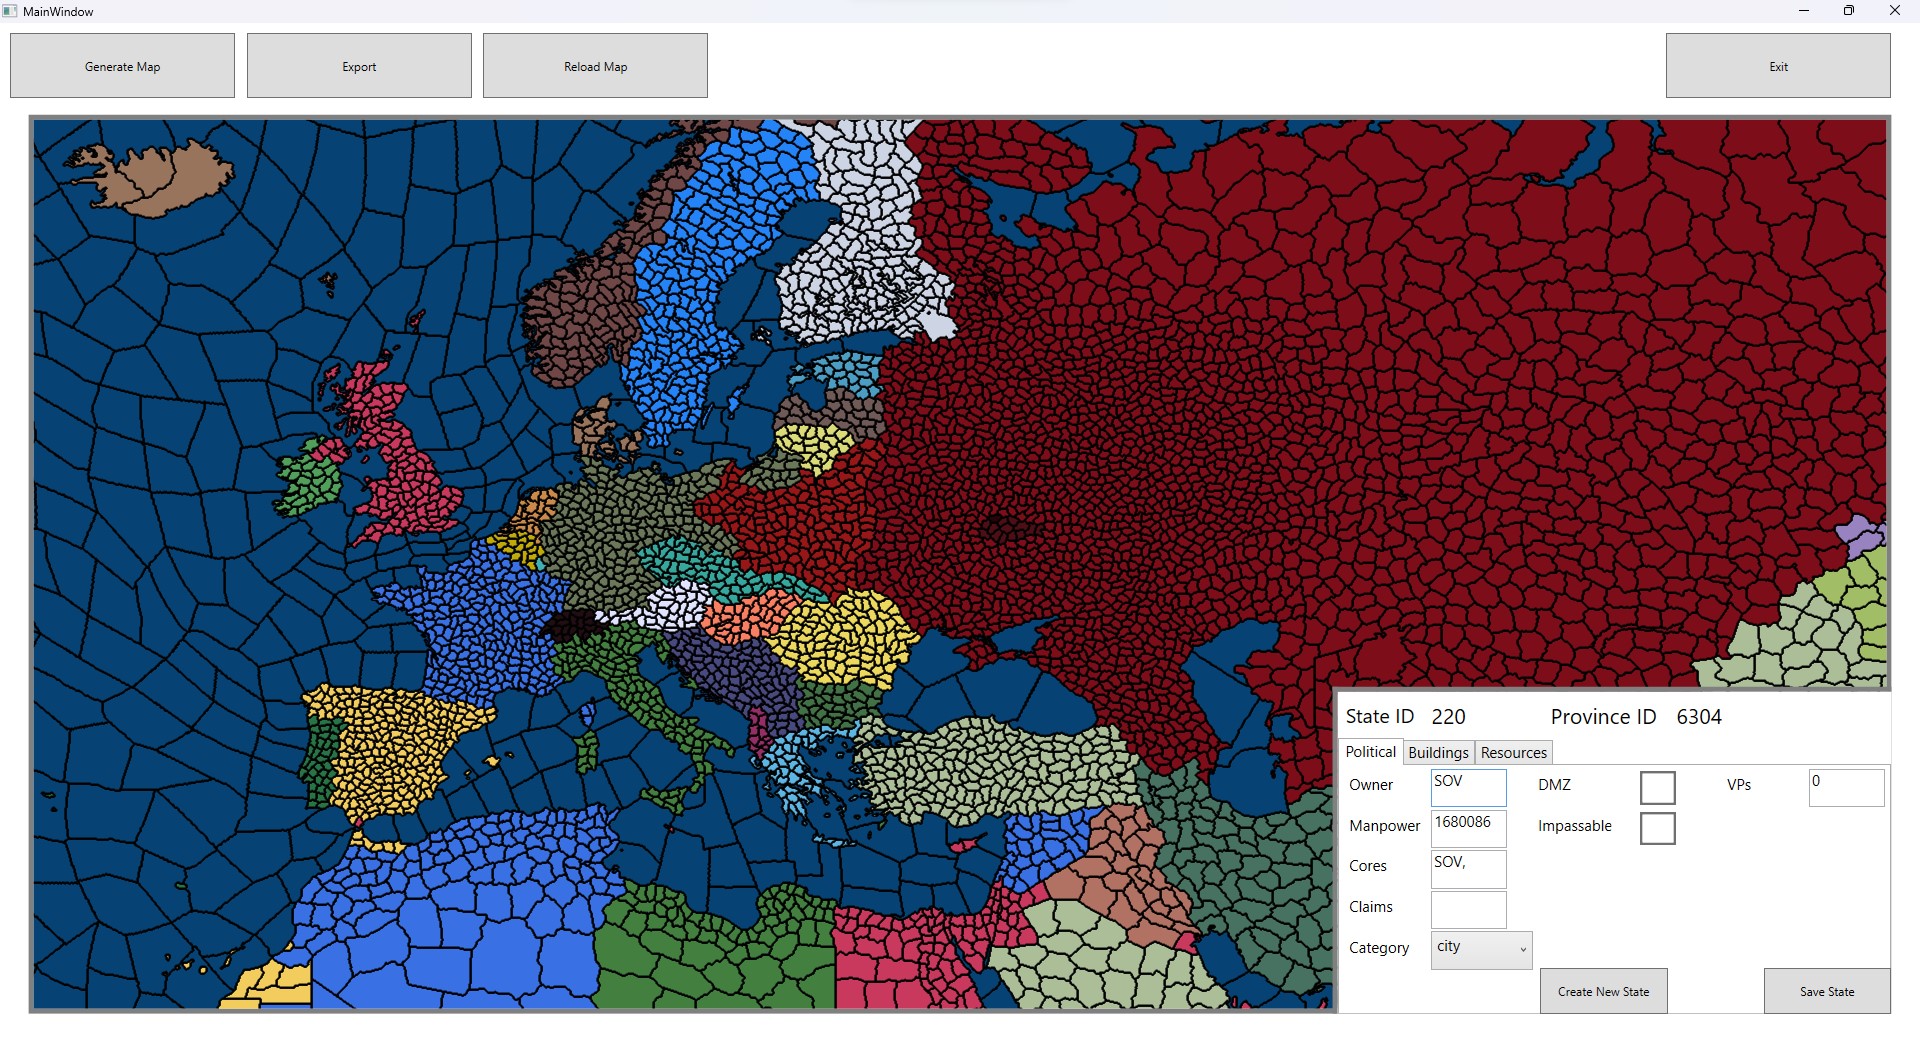 MainWindow
Generate Map
Export
Reload Map
Exit
State ID 220 Province ID 6304
Political Buildings Resources
Owner SOV DMZ VPs 0
Manpower 1680086 Impassable
Cores SOV,
Claims
Category city
Create New State Save State